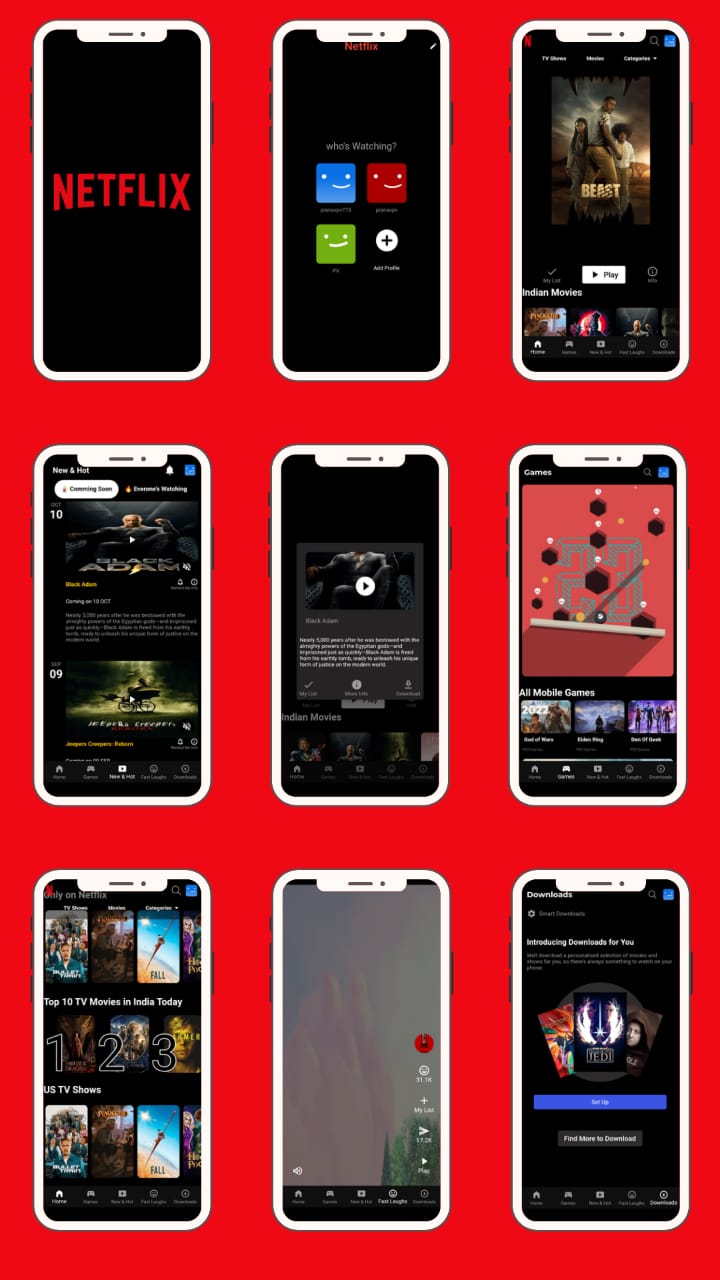 NETFLIX
Netflix
who's Watching?
pranavpv773
pranavpv
PV
Add Profile
TV Shows Movies Categories
BEAST
My List
Play
Info
Indian Movies
PINOCCHIO
Home Games New & Hot Fast Laughs Downloads
New & Hot
Comming Soon
Everone's Watching
OCT
10
BLACK ADAM
Black Adam
Remind Me Info
Coming on 10 OCT
Nearly 5,000 years after he was bestowed with the
almighty powers of the Egyptian gods—and
imprisoned just as quickly—Black Adam is freed from his earthly
tomb, ready to unleash his unique form of justice on the
modern world.
SEP
09
JEEPERS CREEPERS
REBORN
Jeepers Creepers: Reborn
Remind Me Info
Coming on 09 SEP
Home Games New & Hot Fast Laughs Downloads
Black Adam
Nearly 5,000 years after he was bestowed with the
almighty powers of the Egyptian gods—and
imprisoned just as quickly—Black Adam is freed
from his earthly tomb, ready to unleash his unique
form of justice on the modern world.
My List More Info Download
My List Play Info
Indian Movies
Home Games New & Hot Fast Laughs Downloads
Games
All Mobile Games
2022
God of Wars Elden Ring Den Of Geek
Home Games New & Hot Fast Laughs Downloads
Only on Netflix
TV Shows Movies Categories
BULLET TRAIN
PINOCCHIO
FALL
Top 10 TV Movies in India Today
1 2 3
US TV Shows
BULLET TRAIN
PINOCCHIO
FALL
Home Games New & Hot Fast Laughs Downloads
31.1K
My List
17.2K
Play
Home Games New & Hot Fast Laughs Downloads
Downloads
Smart Downloads
Introducing Downloads for You
Well download a personalised selection of movies and
shows for you, so there's always something to watch on your
phone.
JEDI
Set Up
Find More to Download
Home Games New & Hot Fast Laughs Downloads